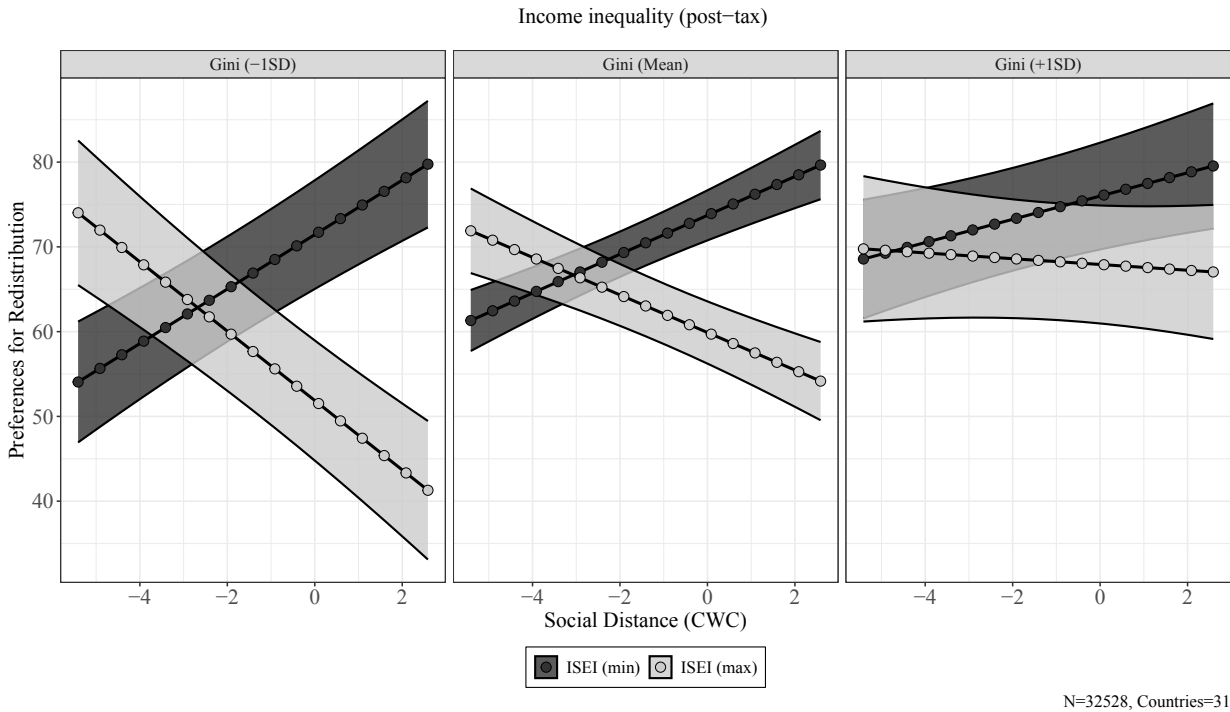 Income inequality (post−tax)
Gini (−1SD) Gini (Mean) Gini (+1SD)
Preferences for Redistribution
80
70
60
50
40
−4 −2 0 2 −4 −2 0 2 −4 −2 0 2
Social Distance (CWC)
ISEI (min) ISEI (max)
N=32528, Countries=31